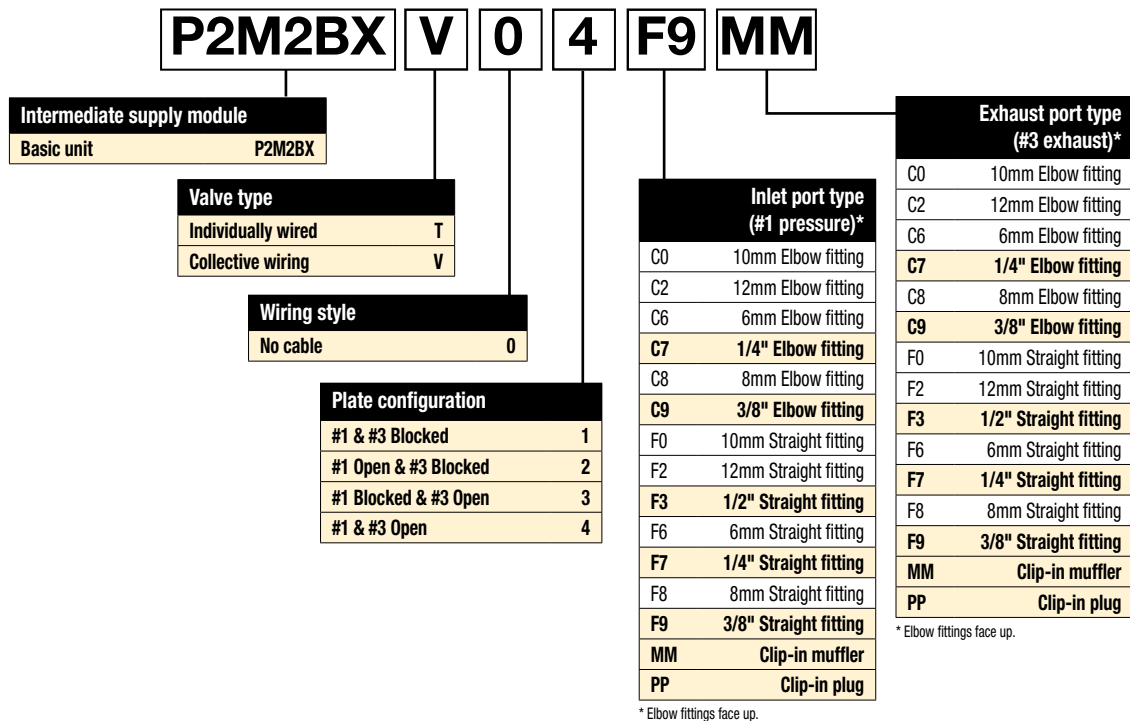 P2M2BX V 0 4 F9 MM
Intermediate supply module
Basic unit P2M2BX
Valve type
Individually wired T
Collective wiring V
Wiring style
No cable 0
Plate configuration
#1 & #3 Blocked 1
#1 Open & #3 Blocked 2
#1 Blocked & #3 Open 3
#1 & #3 Open 4
Inlet port type
(#1 pressure)*
C0 10mm Elbow fitting
C2 12mm Elbow fitting
C6 6mm Elbow fitting
C7 1/4" Elbow fitting
C8 8mm Elbow fitting
C9 3/8" Elbow fitting
F0 10mm Straight fitting
F2 12mm Straight fitting
F3 1/2" Straight fitting
F6 6mm Straight fitting
F7 1/4" Straight fitting
F8 8mm Straight fitting
F9 3/8" Straight fitting
MM Clip-in muffler
PP Clip-in plug
* Elbow fittings face up.
Exhaust port type
(#3 exhaust)*
C0 10mm Elbow fitting
C2 12mm Elbow fitting
C6 6mm Elbow fitting
C7 1/4" Elbow fitting
C8 8mm Elbow fitting
C9 3/8" Elbow fitting
F0 10mm Straight fitting
F2 12mm Straight fitting
F3 1/2" Straight fitting
F6 6mm Straight fitting
F7 1/4" Straight fitting
F8 8mm Straight fitting
F9 3/8" Straight fitting
MM Clip-in muffler
PP Clip-in plug
* Elbow fittings face up.